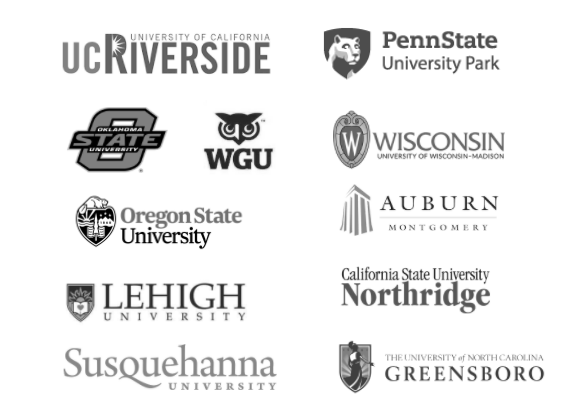 UNIVERSITY OF CALIFORNIA
UCRIVERSIDE
PennState
University Park
OKLAHOMA
STATE
UNIVERSITY
WGU
W
WISCONSIN
UNIVERSITY OF WISCONSIN–MADISON
Oregon State
University
AUBURN
MONTGOMERY
LEHIGH
UNIVERSITY
California State University
Northridge
Susquehanna
UNIVERSITY
THE UNIVERSITY of NORTH CAROLINA
GREENSBORO